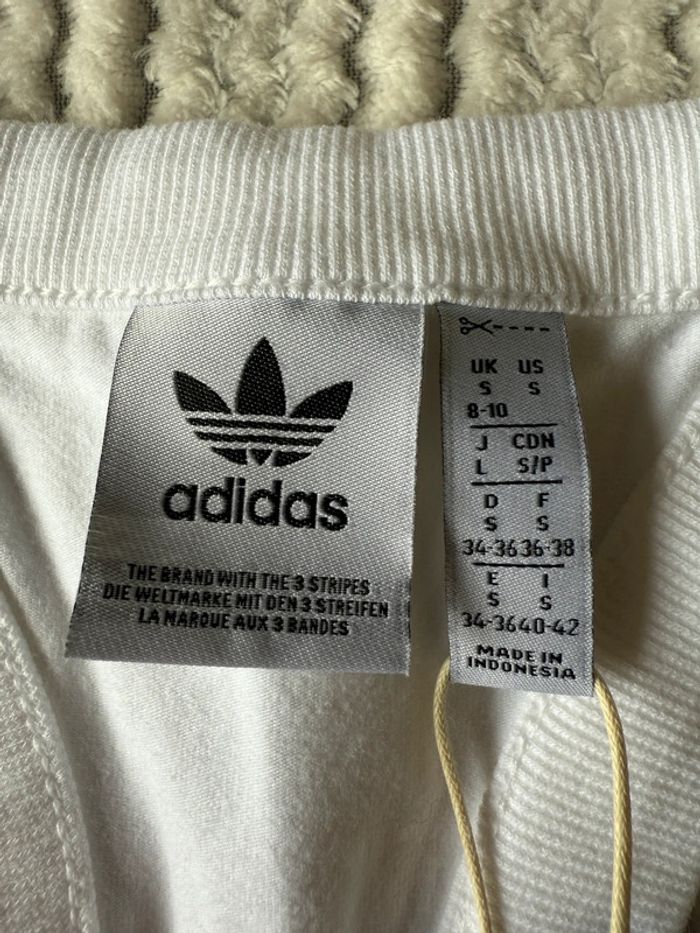 adidas
THE BRAND WITH THE 3 STRIPES
DIE WELTMARKE MIT DEN 3 STREIFEN
LA MARQUE AUX 3 BANDES
UK US
S S
8-10
J CDN
L S/P
D F
S S
34-36 36-38
E I
S S
34-36 40-42
MADE IN
INDONESIA